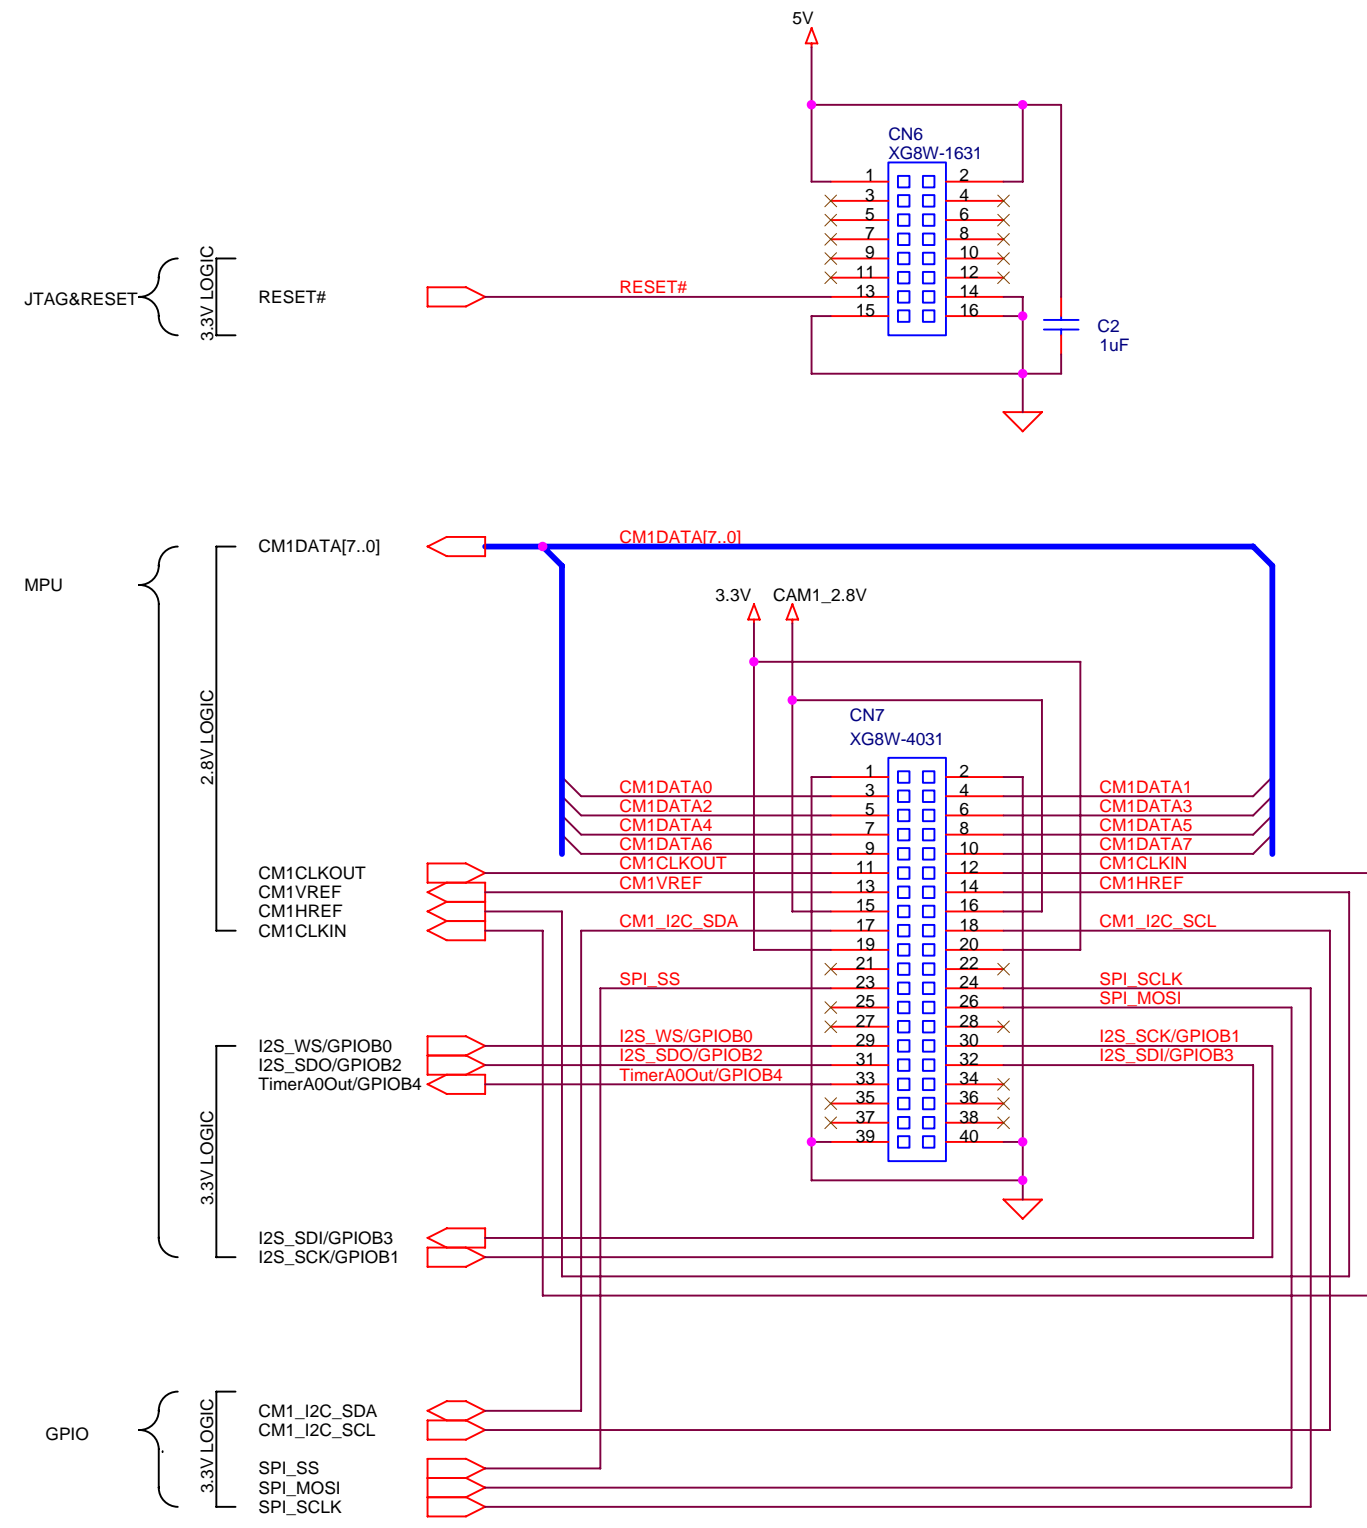 5V
CN6
XG8W-1631
1 2
3 4
5 6
7 8
9 10
11 12
13 14
15 16
JTAG&RESET
3.3V LOGIC
RESET#
RESET#
C2
1uF
MPU
2.8V LOGIC
CM1DATA[7..0]
CM1DATA[7..0]
3.3V CAM1_2.8V
CN7
XG8W-4031
1 2
CM1DATA0 3 4 CM1DATA1
CM1DATA2 5 6 CM1DATA3
CM1DATA4 7 8 CM1DATA5
CM1DATA6 9 10 CM1DATA7
CM1CLKOUT CM1CLKOUT 11 12 CM1CLKIN
CM1VREF CM1VREF 13 14 CM1HREF
CM1HREF 15 16
CM1CLKIN CM1_I2C_SDA 17 18 CM1_I2C_SCL
19 20
21 22
SPI_SS 23 24 SPI_SCLK
25 26 SPI_MOSI
27 28
I2S_WS/GPIOB0 I2S_WS/GPIOB0 29 30 I2S_SCK/GPIOB1
I2S_SDO/GPIOB2 I2S_SDO/GPIOB2 31 32 I2S_SDI/GPIOB3
TimerA0Out/GPIOB4 TimerA0Out/GPIOB4 33 34
35 36
37 38
39 40
3.3V LOGIC
I2S_SDI/GPIOB3
I2S_SCK/GPIOB1
GPIO
3.3V LOGIC
CM1_I2C_SDA
CM1_I2C_SCL
SPI_SS
SPI_MOSI
SPI_SCLK